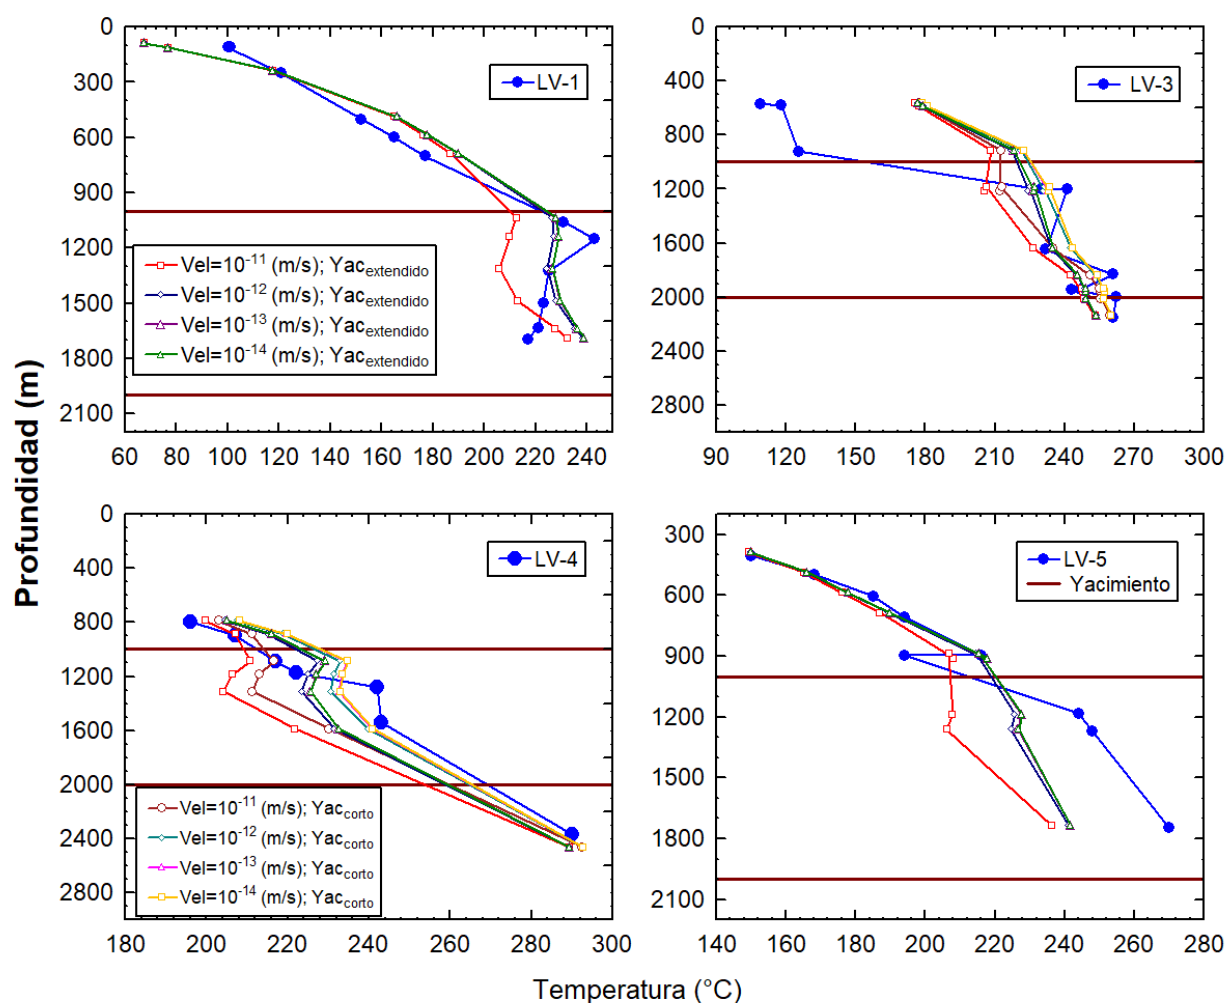 Profundidad (m)
0
300
600
900
1200
1500
1800
2100
60 80 100 120 140 160 180 200 220 240
LV-1
Vel=10⁻¹¹ (m/s); Yac_extendido
Vel=10⁻¹² (m/s); Yac_extendido
Vel=10⁻¹³ (m/s); Yac_extendido
Vel=10⁻¹⁴ (m/s); Yac_extendido
0
400
800
1200
1600
2000
2400
2800
90 120 150 180 210 240 270 300
LV-3
0
400
800
1200
1600
2000
2400
2800
180 200 220 240 260 280 300
LV-4
Vel=10⁻¹¹ (m/s); Yac_corto
Vel=10⁻¹² (m/s); Yac_corto
Vel=10⁻¹³ (m/s); Yac_corto
Vel=10⁻¹⁴ (m/s); Yac_corto
300
600
900
1200
1500
1800
2100
140 160 180 200 220 240 260 280
LV-5
Yacimiento
Temperatura (°C)